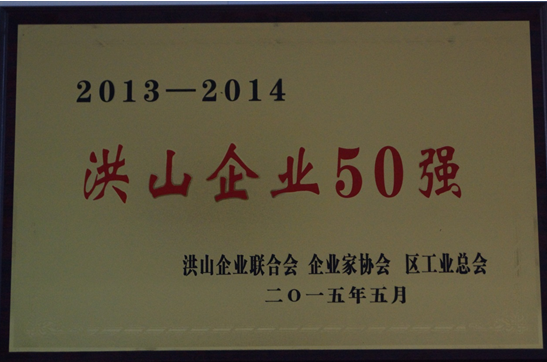 2013—2014
洪山企业50强
洪山企业联合会 企业家协会 区工业总会
二O一五年五月